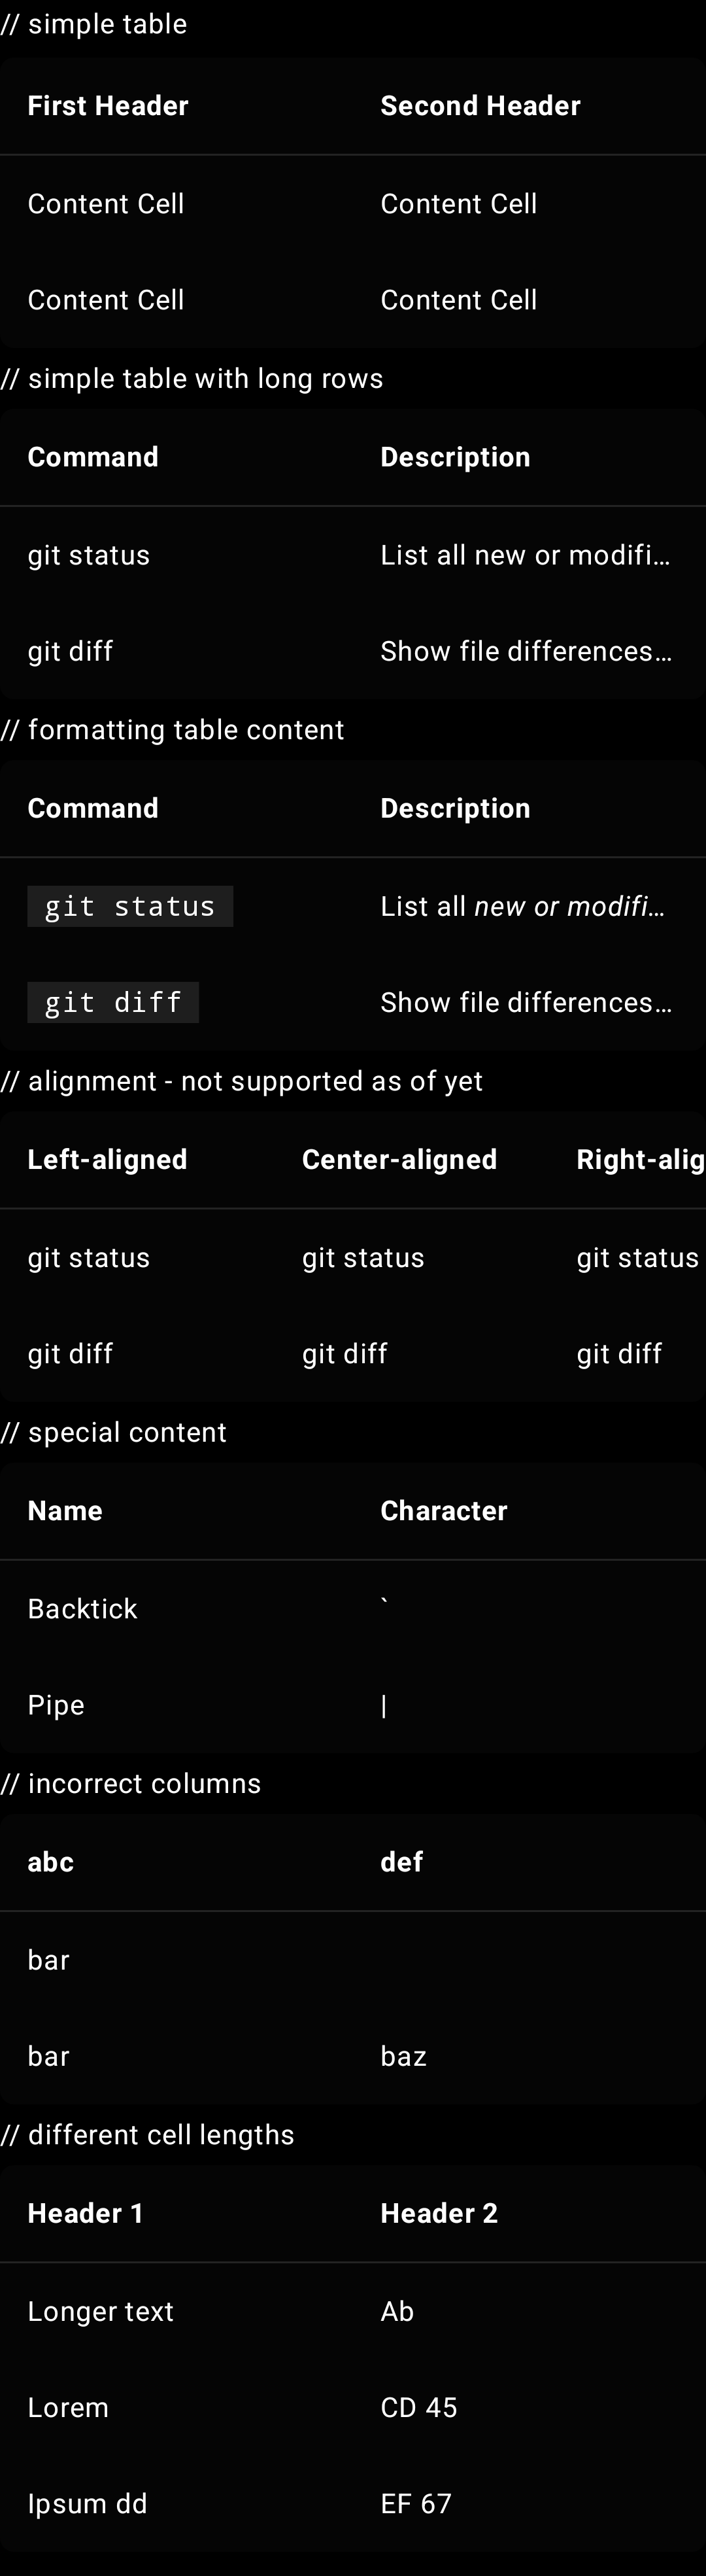 // simple table
First Header Second Header
Content Cell Content Cell
Content Cell Content Cell
// simple table with long rows
Command Description
git status List all new or modifi…
git diff Show file differences…
// formatting table content
Command Description
git status List all new or modifi…
git diff Show file differences…
// alignment - not supported as of yet
Left-aligned Center-aligned Right-alig
git status git status git status
git diff git diff git diff
// special content
Name Character
Backtick `
Pipe |
// incorrect columns
abc def
bar
bar baz
// different cell lengths
Header 1 Header 2
Longer text Ab
Lorem CD 45
Ipsum dd EF 67